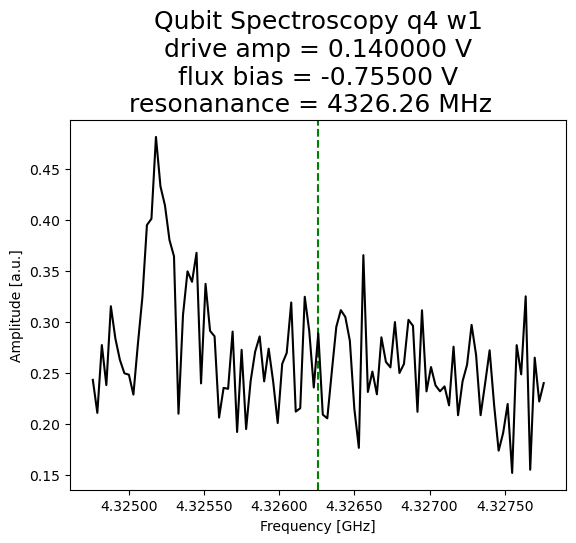 Qubit Spectroscopy q4 w1
drive amp = 0.140000 V
flux bias = -0.75500 V
resonanance = 4326.26 MHz
0.45
0.40
0.35
0.30
0.25
0.20
0.15
Amplitude [a.u.]
4.32500 4.32550 4.32600 4.32650 4.32700 4.32750
Frequency [GHz]